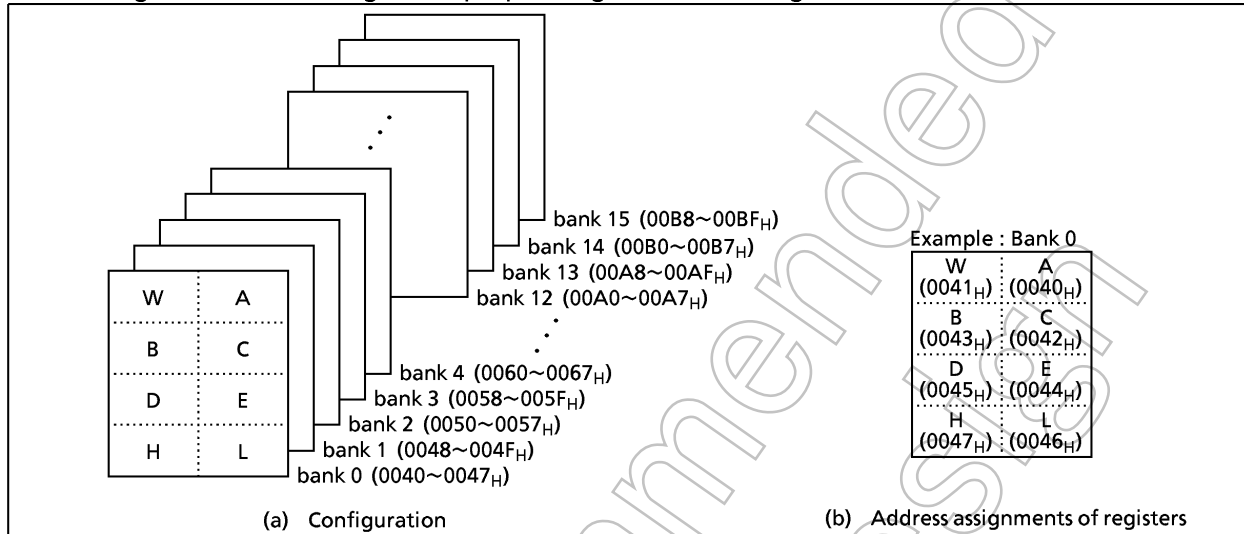 bank 15 (00B8~00BFH)
bank 14 (00B0~00B7H)
bank 13 (00A8~00AFH)
bank 12 (00A0~00A7H)
bank 4 (0060~0067H)
bank 3 (0058~005FH)
bank 2 (0050~0057H)
bank 1 (0048~004FH)
bank 0 (0040~0047H)
W A
B C
D E
H L
(a) Configuration
Example : Bank 0
W A
(0041H) (0040H)
B C
(0043H) (0042H)
D E
(0045H) (0044H)
H L
(0047H) (0046H)
(b) Address assignments of registers